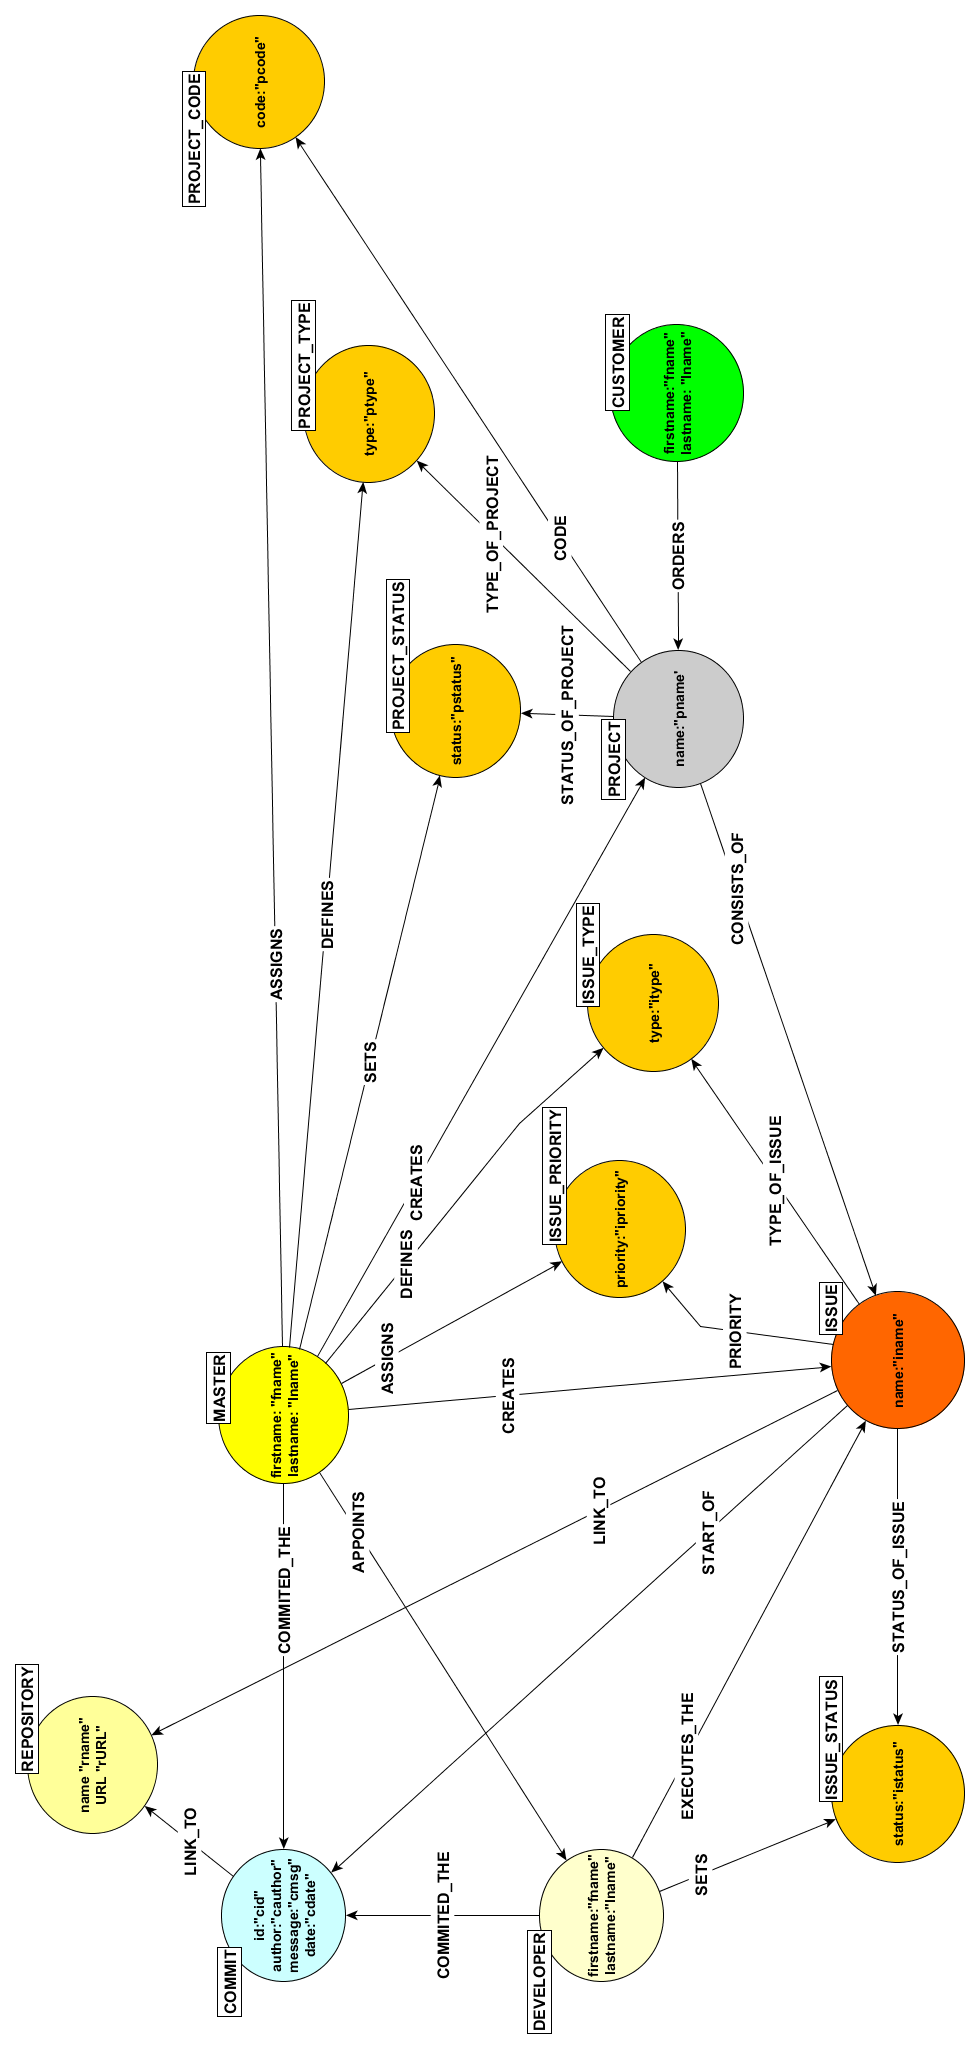 REPOSITORY
name "rname"
URL "rURL"
LINK_TO
COMMIT
id:"cid"
author:"cauthor"
message:"cmsg"
date:"cdate"
COMMITED_THE
DEVELOPER
firstname:"fname"
lastname:"lname"
COMMITED_THE
APPOINTS
MASTER
firstname: "fname"
lastname: "lname"
LINK_TO
START_OF
EXECUTES_THE
SETS
ISSUE_STATUS
status:"istatus"
STATUS_OF_ISSUE
ISSUE
name:"iname"
CREATES
ASSIGNS
PRIORITY
ISSUE_PRIORITY
priority:"ipriority"
DEFINES
TYPE_OF_ISSUE
ISSUE_TYPE
type:"itype"
CREATES
CONSISTS_OF
SETS
PROJECT_STATUS
status:"pstatus"
STATUS_OF_PROJECT
PROJECT
name:"pname'
DEFINES
PROJECT_TYPE
type:"ptype"
TYPE_OF_PROJECT
CODE
ORDERS
CUSTOMER
firstname:"fname"
lastname: "lname"
ASSIGNS
PROJECT_CODE
code:"pcode"